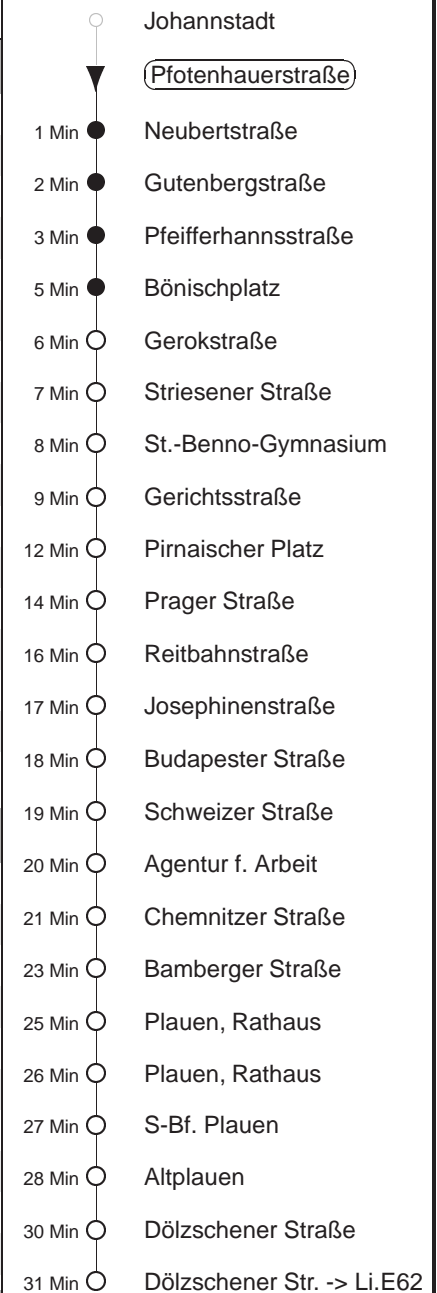 Johannstadt
Pfotenhauerstraße
1 Min Neubertstraße
2 Min Gutenbergstraße
3 Min Pfeifferhannsstraße
5 Min Bönischplatz
6 Min Gerokstraße
7 Min Striesener Straße
8 Min St.-Benno-Gymnasium
9 Min Gerichtsstraße
12 Min Pirnaischer Platz
14 Min Prager Straße
16 Min Reitbahnstraße
17 Min Josephinenstraße
18 Min Budapester Straße
19 Min Schweizer Straße
20 Min Agentur f. Arbeit
21 Min Chemnitzer Straße
23 Min Bamberger Straße
25 Min Plauen, Rathaus
26 Min Plauen, Rathaus
27 Min S-Bf. Plauen
28 Min Altplauen
30 Min Dölzschener Straße
31 Min Dölzschener Str. -> Li.E62